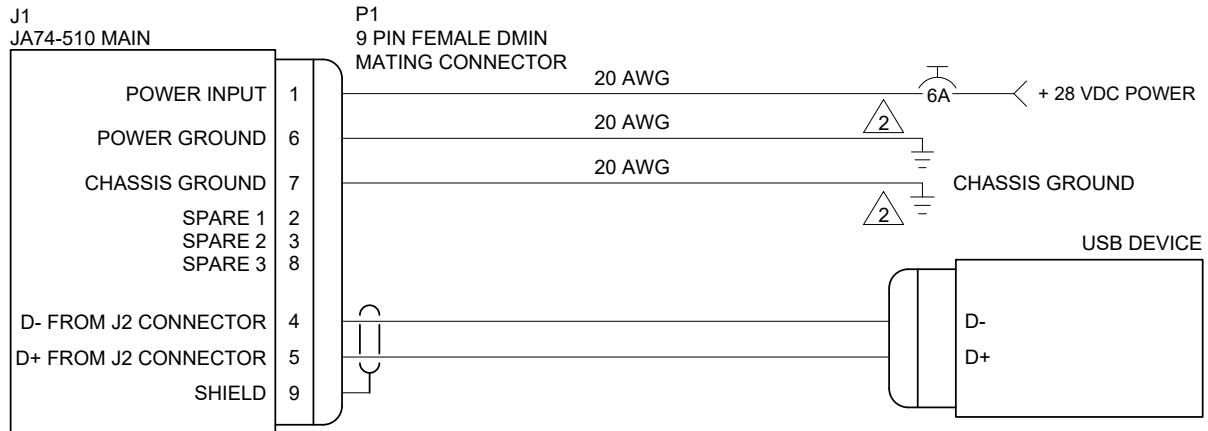 J1
JA74-510 MAIN
P1
9 PIN FEMALE DMIN
MATING CONNECTOR
POWER INPUT 1
20 AWG
6A
+ 28 VDC POWER
POWER GROUND 6
20 AWG
2
CHASSIS GROUND 7
20 AWG
2
CHASSIS GROUND
SPARE 1 2
SPARE 2 3
SPARE 3 8
USB DEVICE
D- FROM J2 CONNECTOR 4
D-
D+ FROM J2 CONNECTOR 5
D+
SHIELD 9